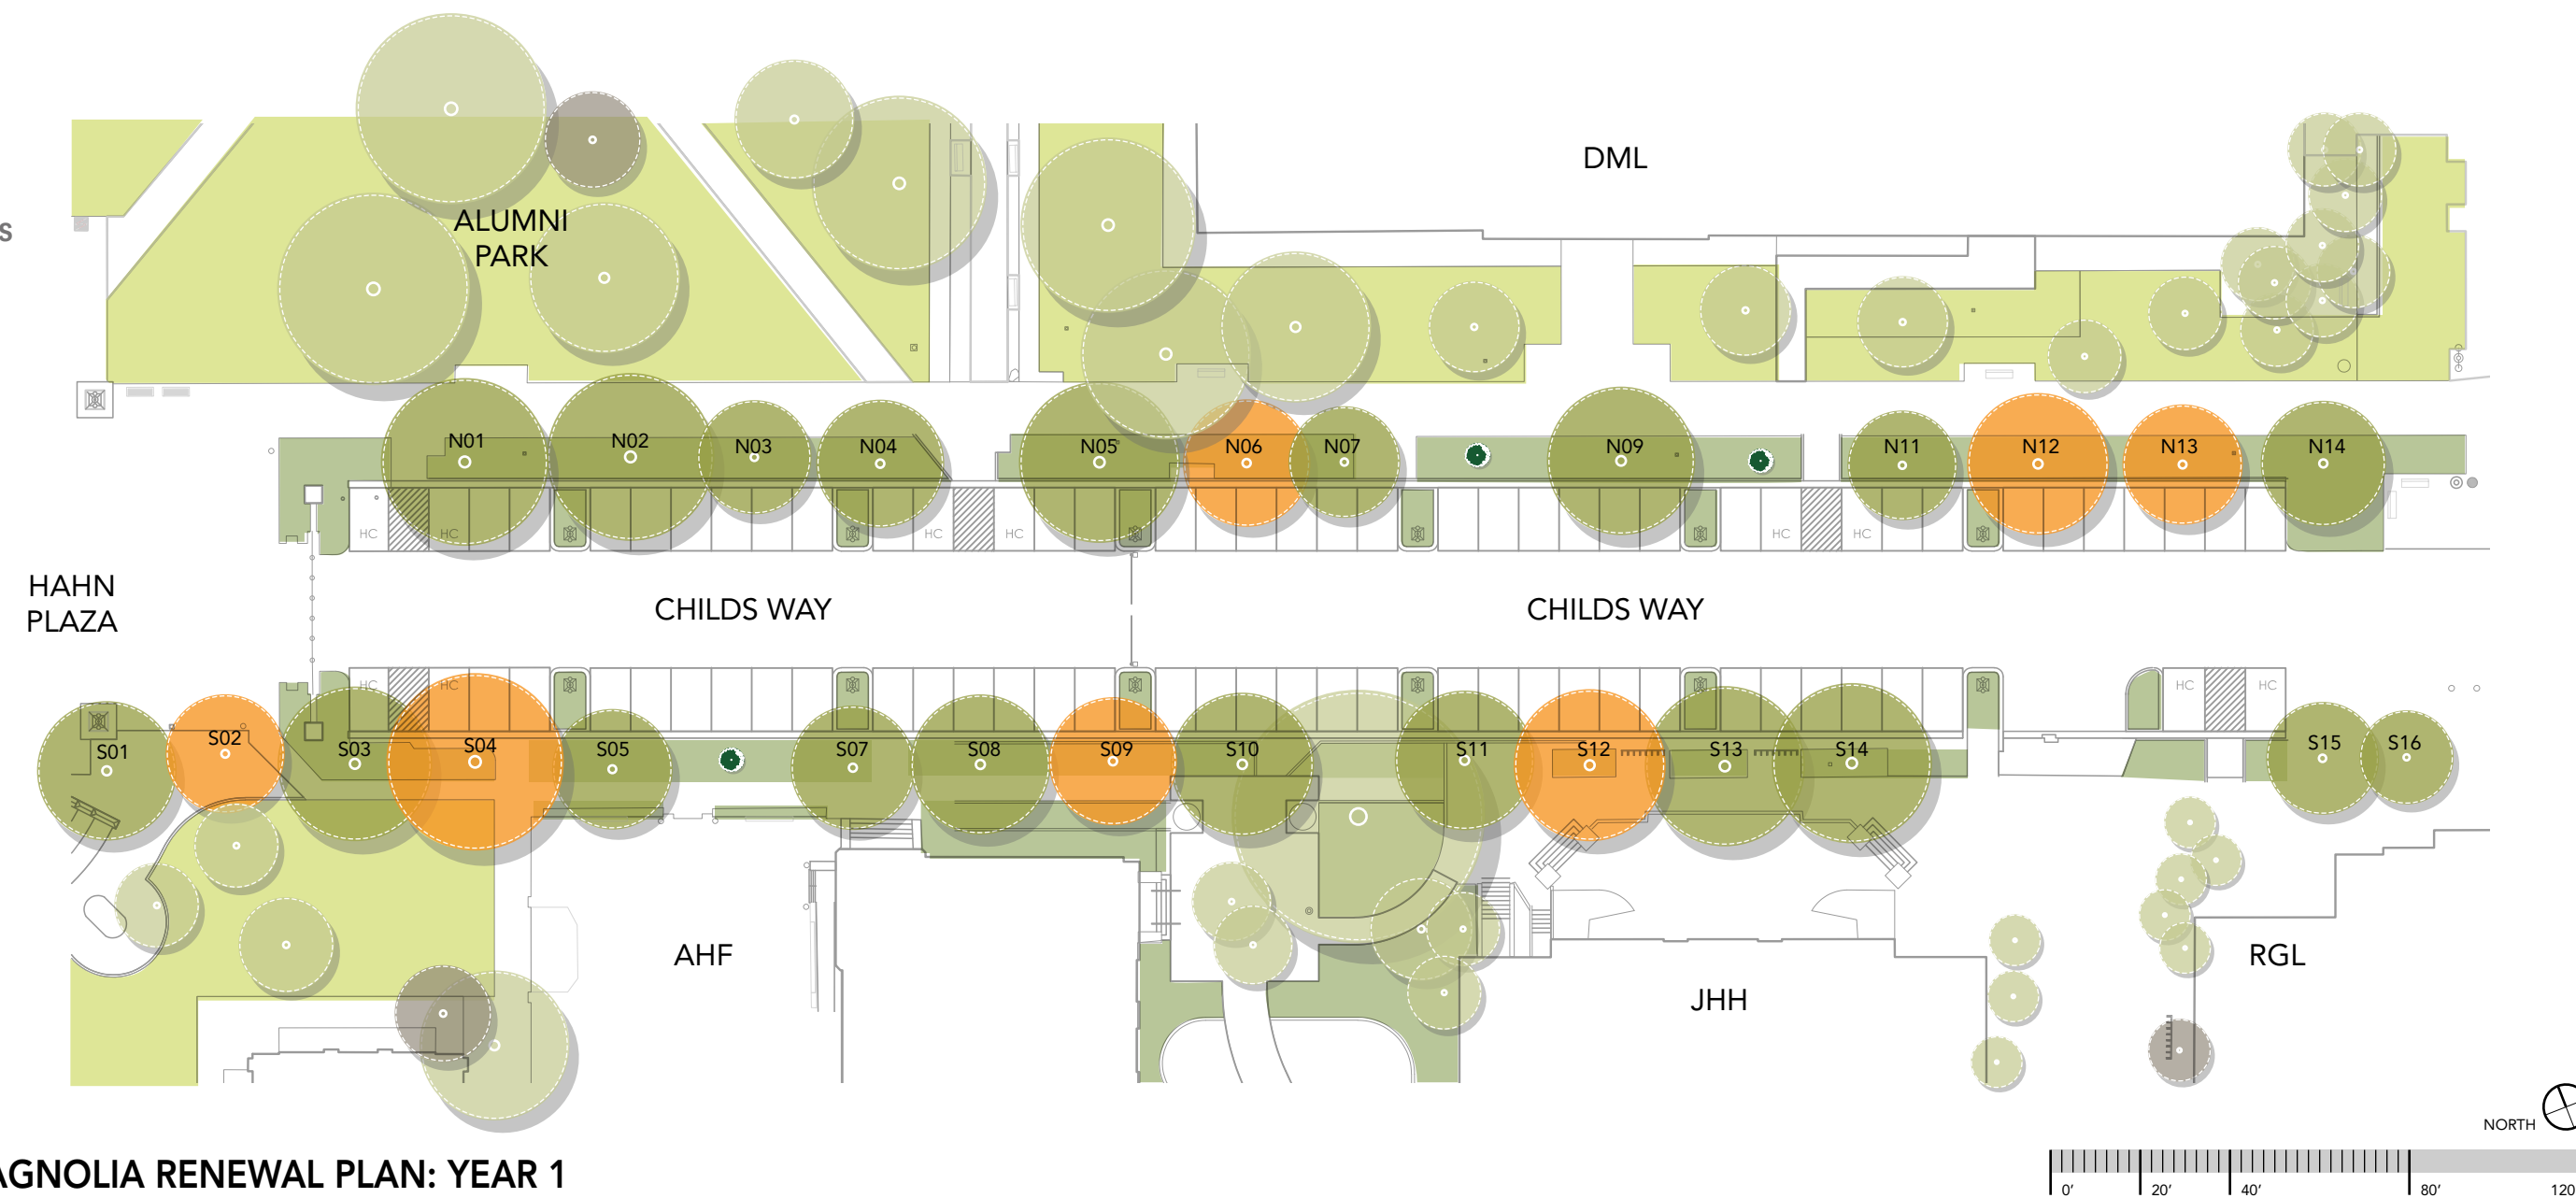 DML
ALUMNI
PARK
S
N01
N02
N03
N04
N05
N06
N07
N09
N11
N12
N13
N14
HC
HC
HC
HC
HC
HC
HAHN
PLAZA
CHILDS WAY
CHILDS WAY
HC
HC
HC
HC
S01
S02
S03
S04
S05
S07
S08
S09
S10
S11
S12
S13
S14
S15
S16
AHF
RGL
JHH
NORTH
AGNOLIA RENEWAL PLAN: YEAR 1
0’
20’
40’
80’
120